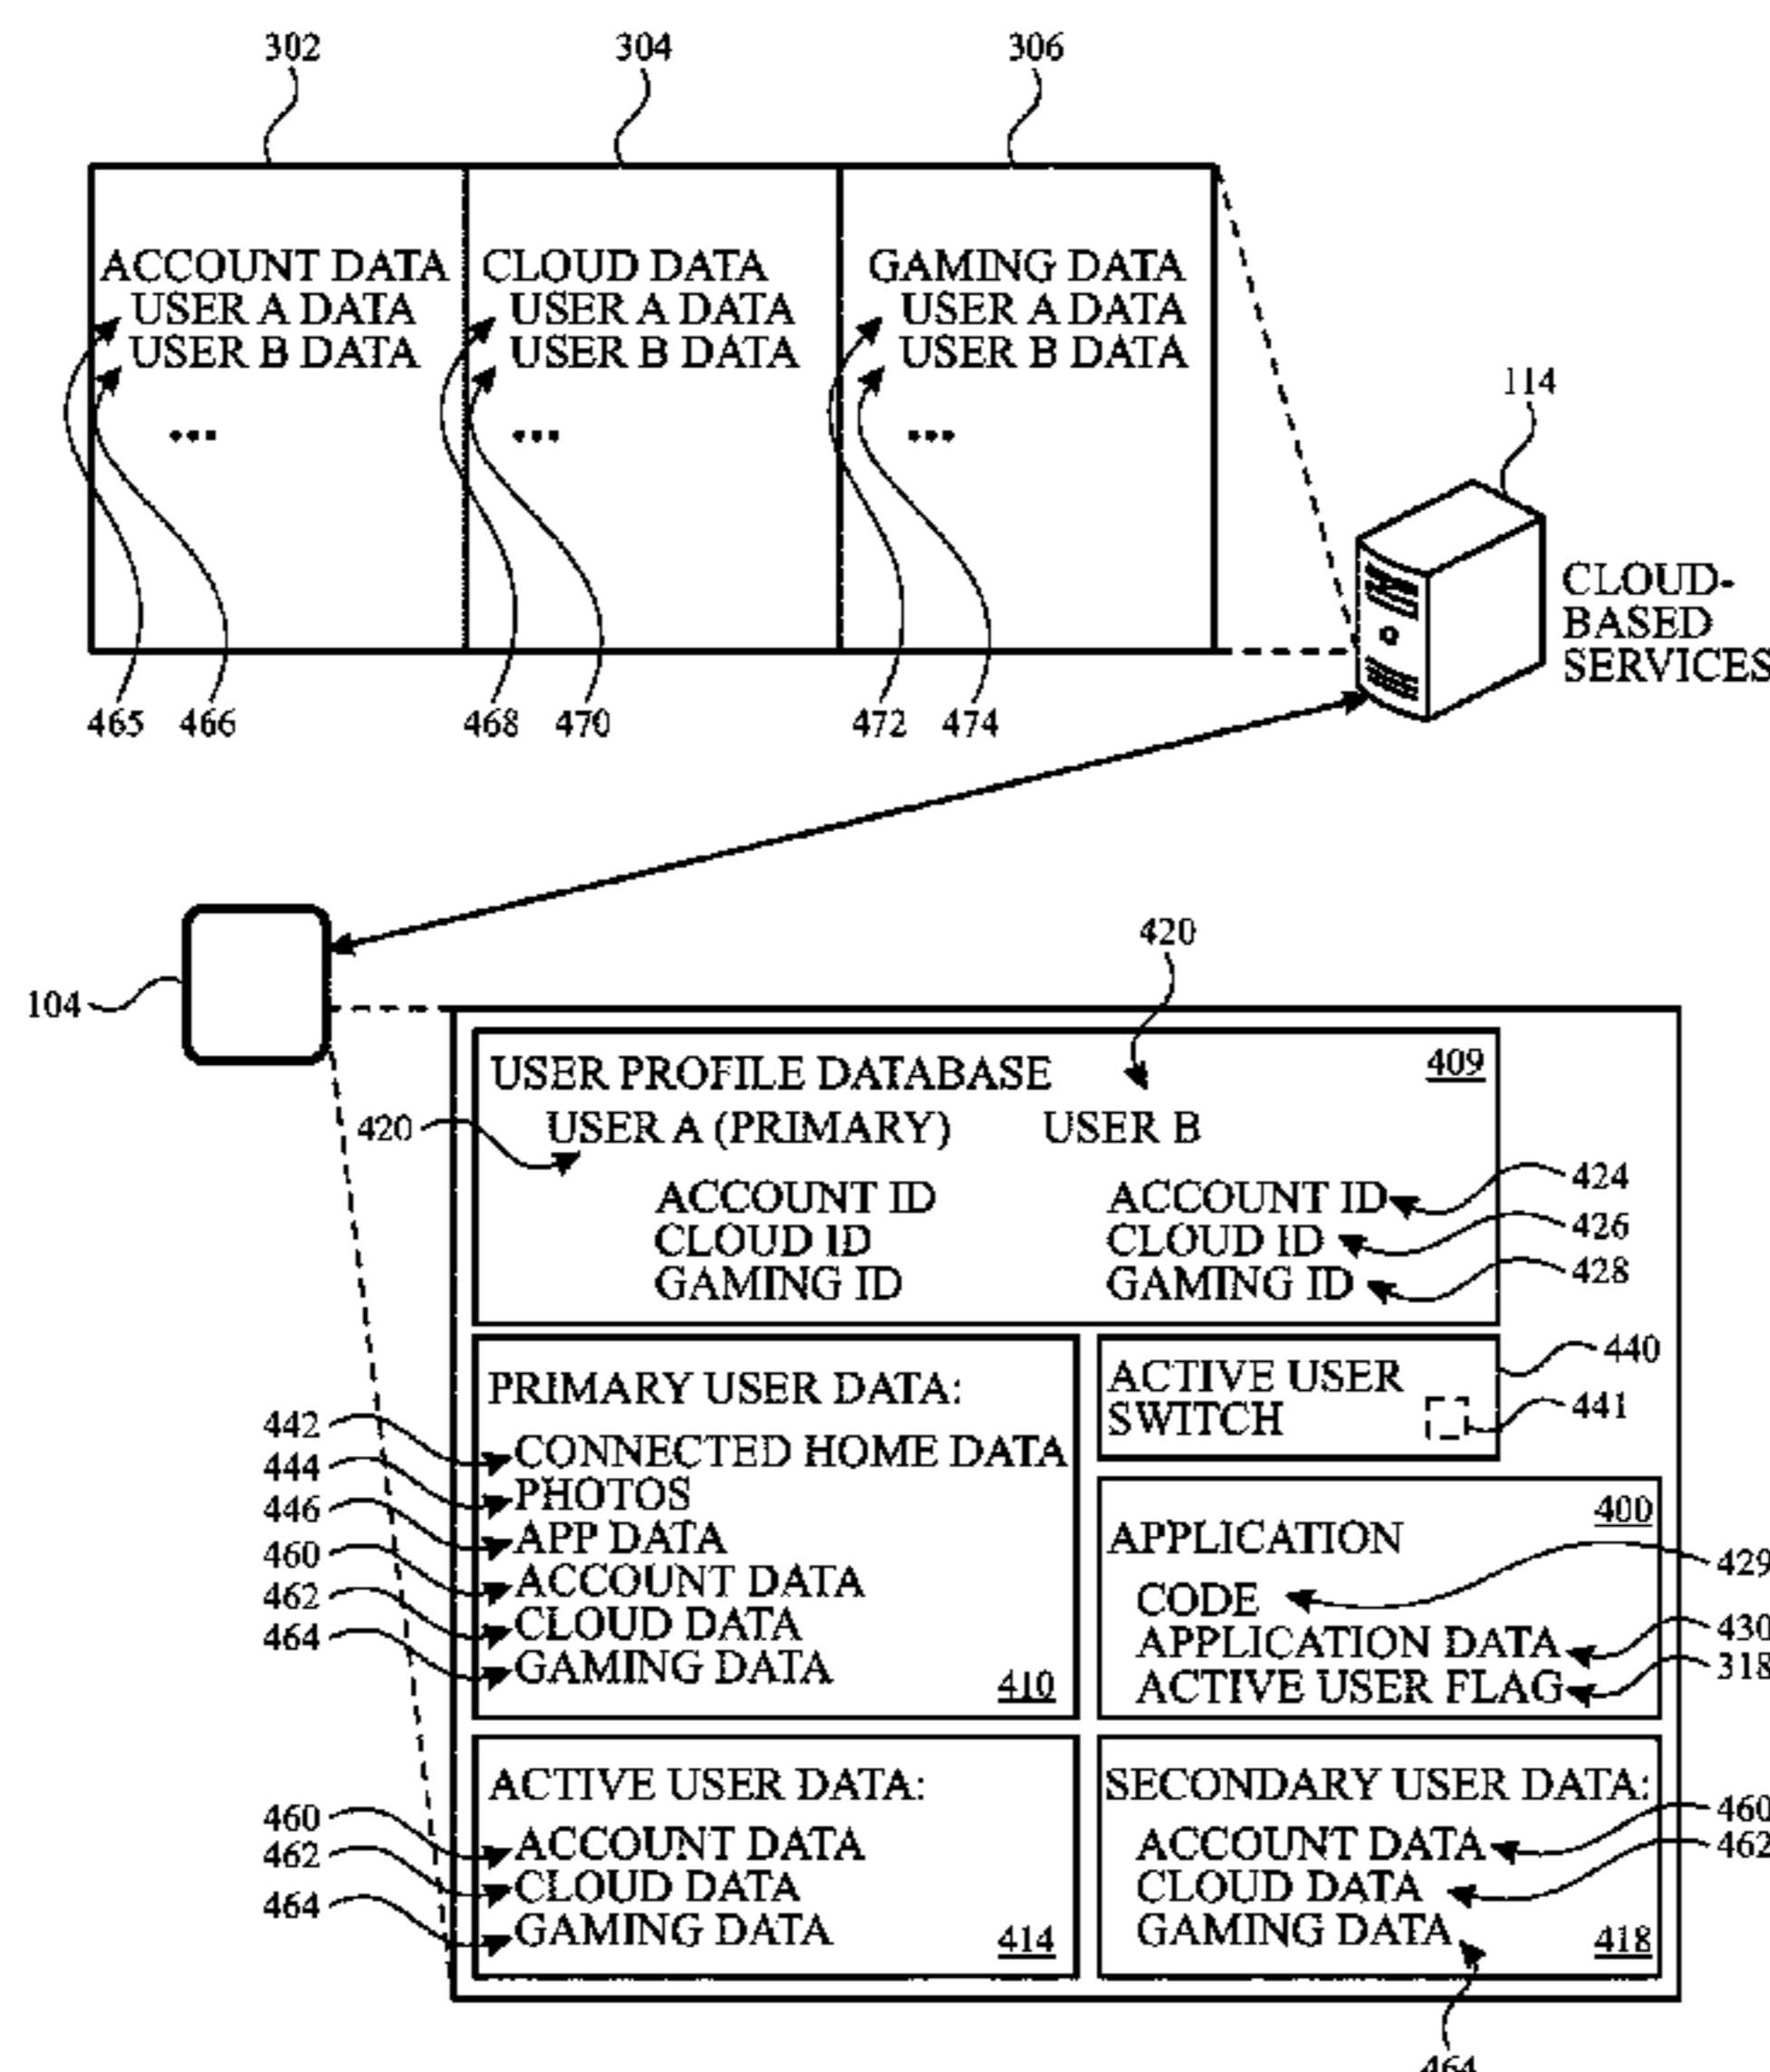 302
304
306
ACCOUNT DATA
USER A DATA
USER B DATA
...
CLOUD DATA
USER A DATA
USER B DATA
...
GAMING DATA
USER A DATA
USER B DATA
...
465
466
468
470
472
474
114
CLOUD-
BASED
SERVICES
104
420
USER PROFILE DATABASE
409
420
USER A (PRIMARY)
USER B
ACCOUNT ID
CLOUD ID
GAMING ID
ACCOUNT ID
CLOUD ID
GAMING ID
424
426
428
PRIMARY USER DATA:
442
CONNECTED HOME DATA
444
PHOTOS
446
APP DATA
460
ACCOUNT DATA
462
CLOUD DATA
464
GAMING DATA
410
ACTIVE USER
SWITCH
440
441
400
APPLICATION
CODE
429
APPLICATION DATA
430
ACTIVE USER FLAG
318
ACTIVE USER DATA:
460
ACCOUNT DATA
462
CLOUD DATA
464
GAMING DATA
414
SECONDARY USER DATA:
ACCOUNT DATA
460
CLOUD DATA
462
GAMING DATA
418
464